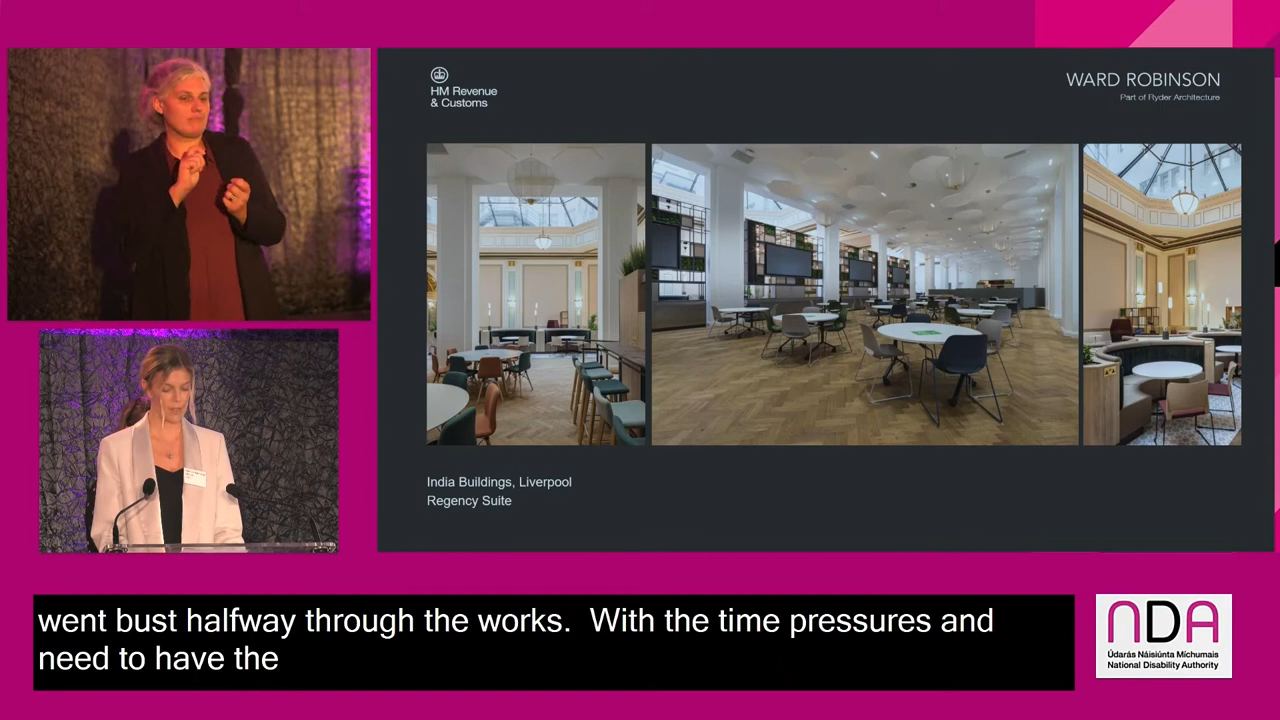 HM Revenue
& Customs
WARD ROBINSON
Part of Ryder Architecture
India Buildings, Liverpool
Regency Suite
went bust halfway through the works.  With the time pressures and
need to have the
NDA
Údarás Náisiúnta Míchumais
National Disability Authority